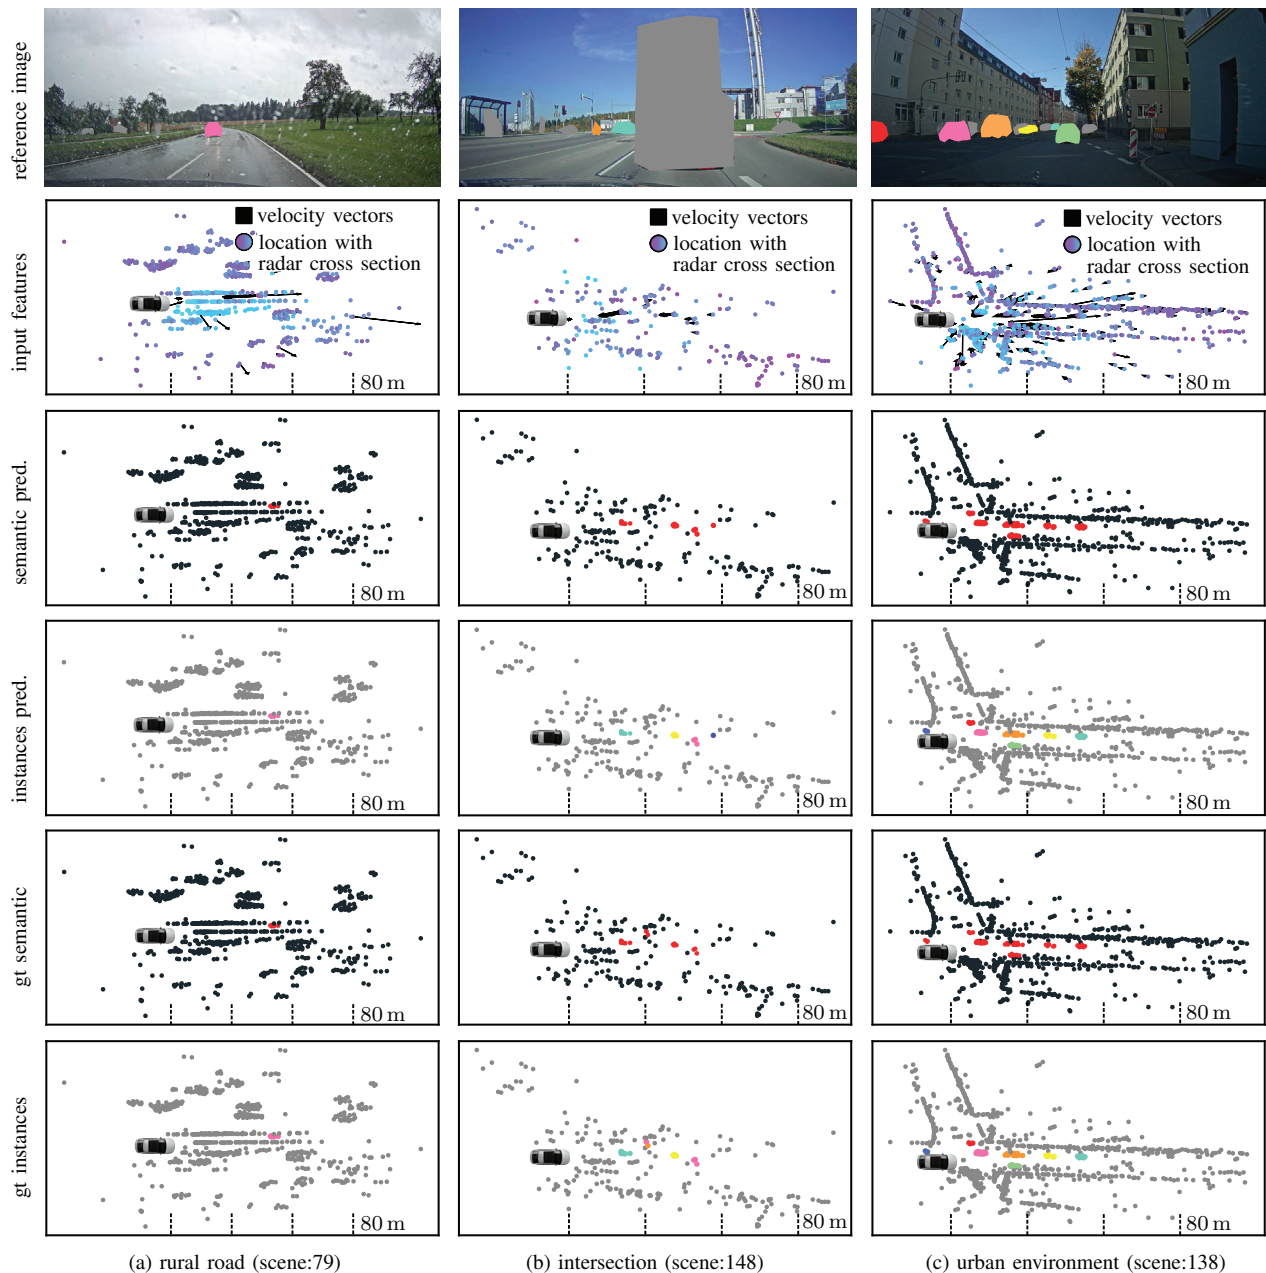 reference image
input features
velocity vectors
location with
radar cross section
80 m
velocity vectors
location with
radar cross section
80 m
velocity vectors
location with
radar cross section
80 m
semantic pred.
80 m
80 m
80 m
instances pred.
80 m
80 m
80 m
gt semantic
80 m
80 m
80 m
gt instances
80 m
80 m
80 m
(a) rural road (scene:79)
(b) intersection (scene:148)
(c) urban environment (scene:138)